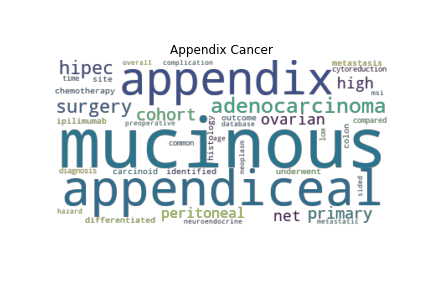 Appendix Cancer
overall complication metastasis
hipec appendix cytoreduction
time site high
chemotherapy msi
surgery cohort adenocarcinoma
ipilimumab preoperative outcome ovarian low colon compared
database
mucinous
common histology age neoplasm
diagnosis carcinoid identified underwent
appendiceal sided
hazard peritoneal net primary
differentiated neuroendocrine metastatic